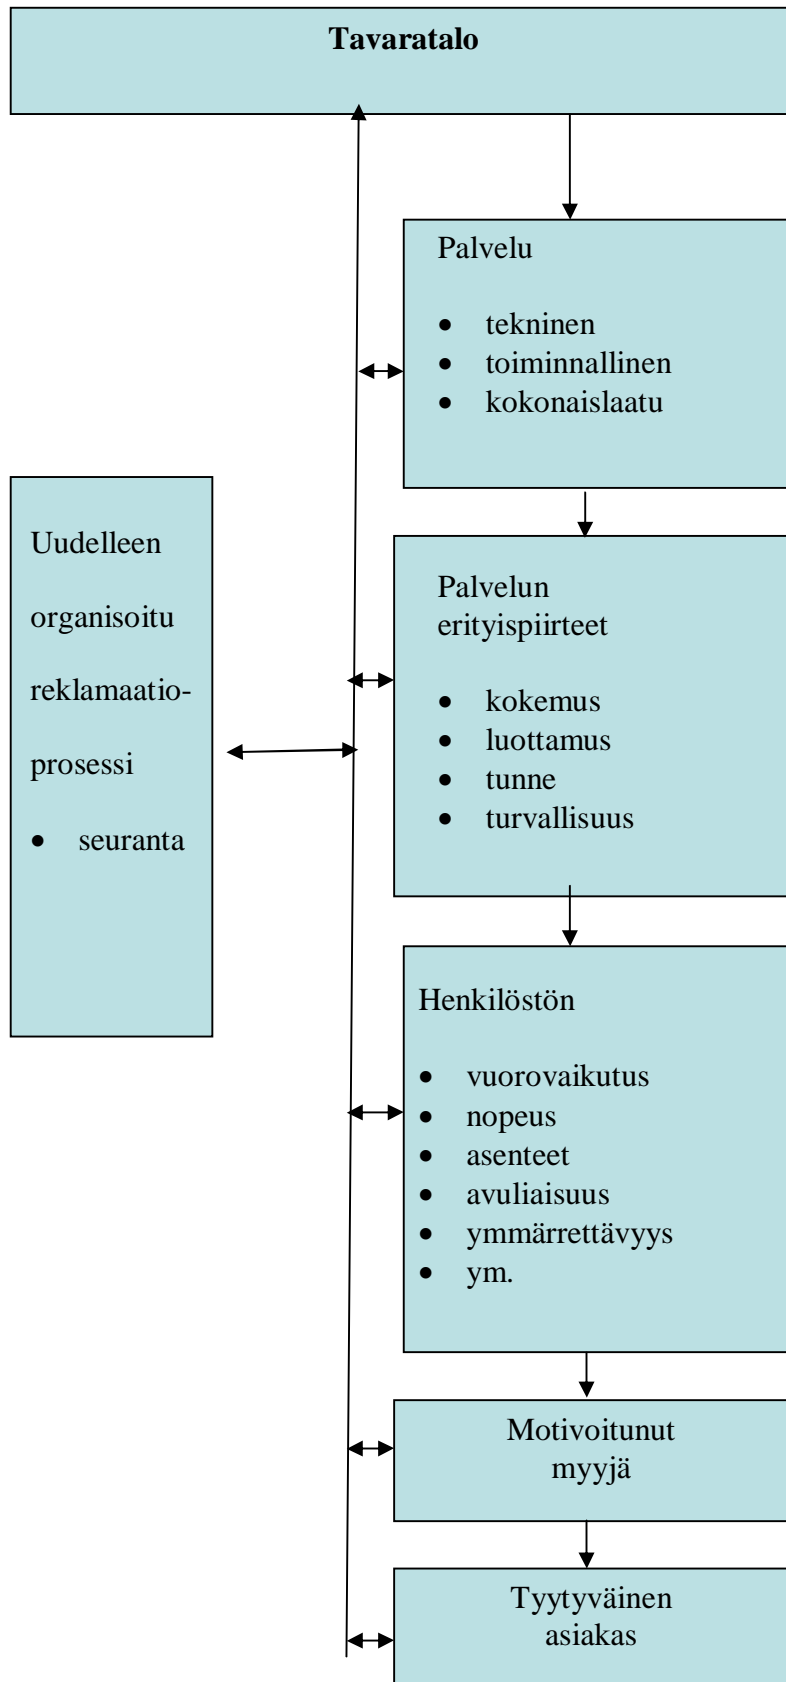 Tavaratalo
Palvelu
• tekninen
• toiminnallinen
• kokonaislaatu
Uudelleen
organisoitu
reklamaatio-
prosessi
• seuranta
Palvelun
erityispiirteet
• kokemus
• luottamus
• tunne
• turvallisuus
Henkilöstön
• vuorovaikutus
• nopeus
• asenteet
• avuliaisuus
• ymmärrettävyys
• ym.
Motivoitunut
myyjä
Tyytyväinen
asiakas